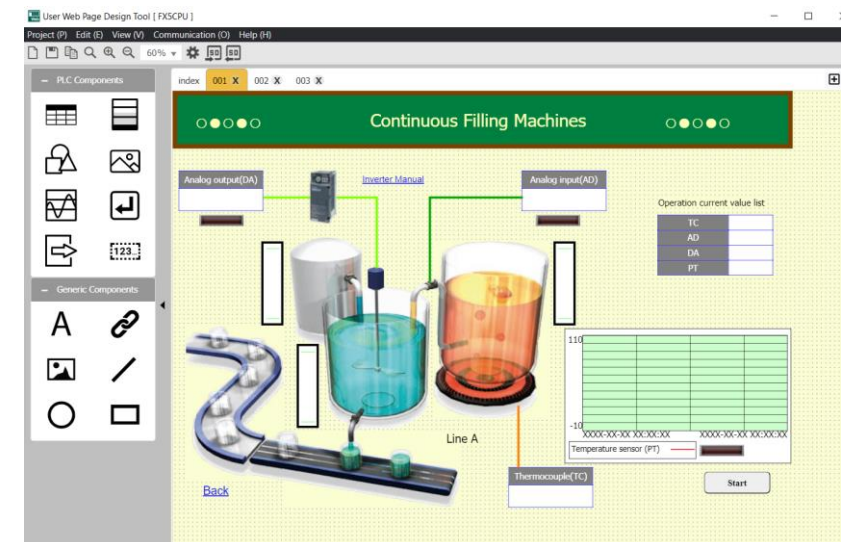 User Web Page Design Tool [ FX5CPU ]
Project (P) Edit (E) View (V) Communication (O) Help (H)
60%
PLC Components
index 001 X 002 X 003 X
Continuous Filling Machines
Analog output(DA)
Inverter Manual
Analog input(AD)
Operation current value list
TC
AD
DA
PT
123...
Generic Components
A
110
-10
XXXX-XX-XX XX:XX:XX XXXX-XX-XX XX:XX:XX
Line A
Temperature sensor (PT)
Thermocouple(TC)
Start
Back